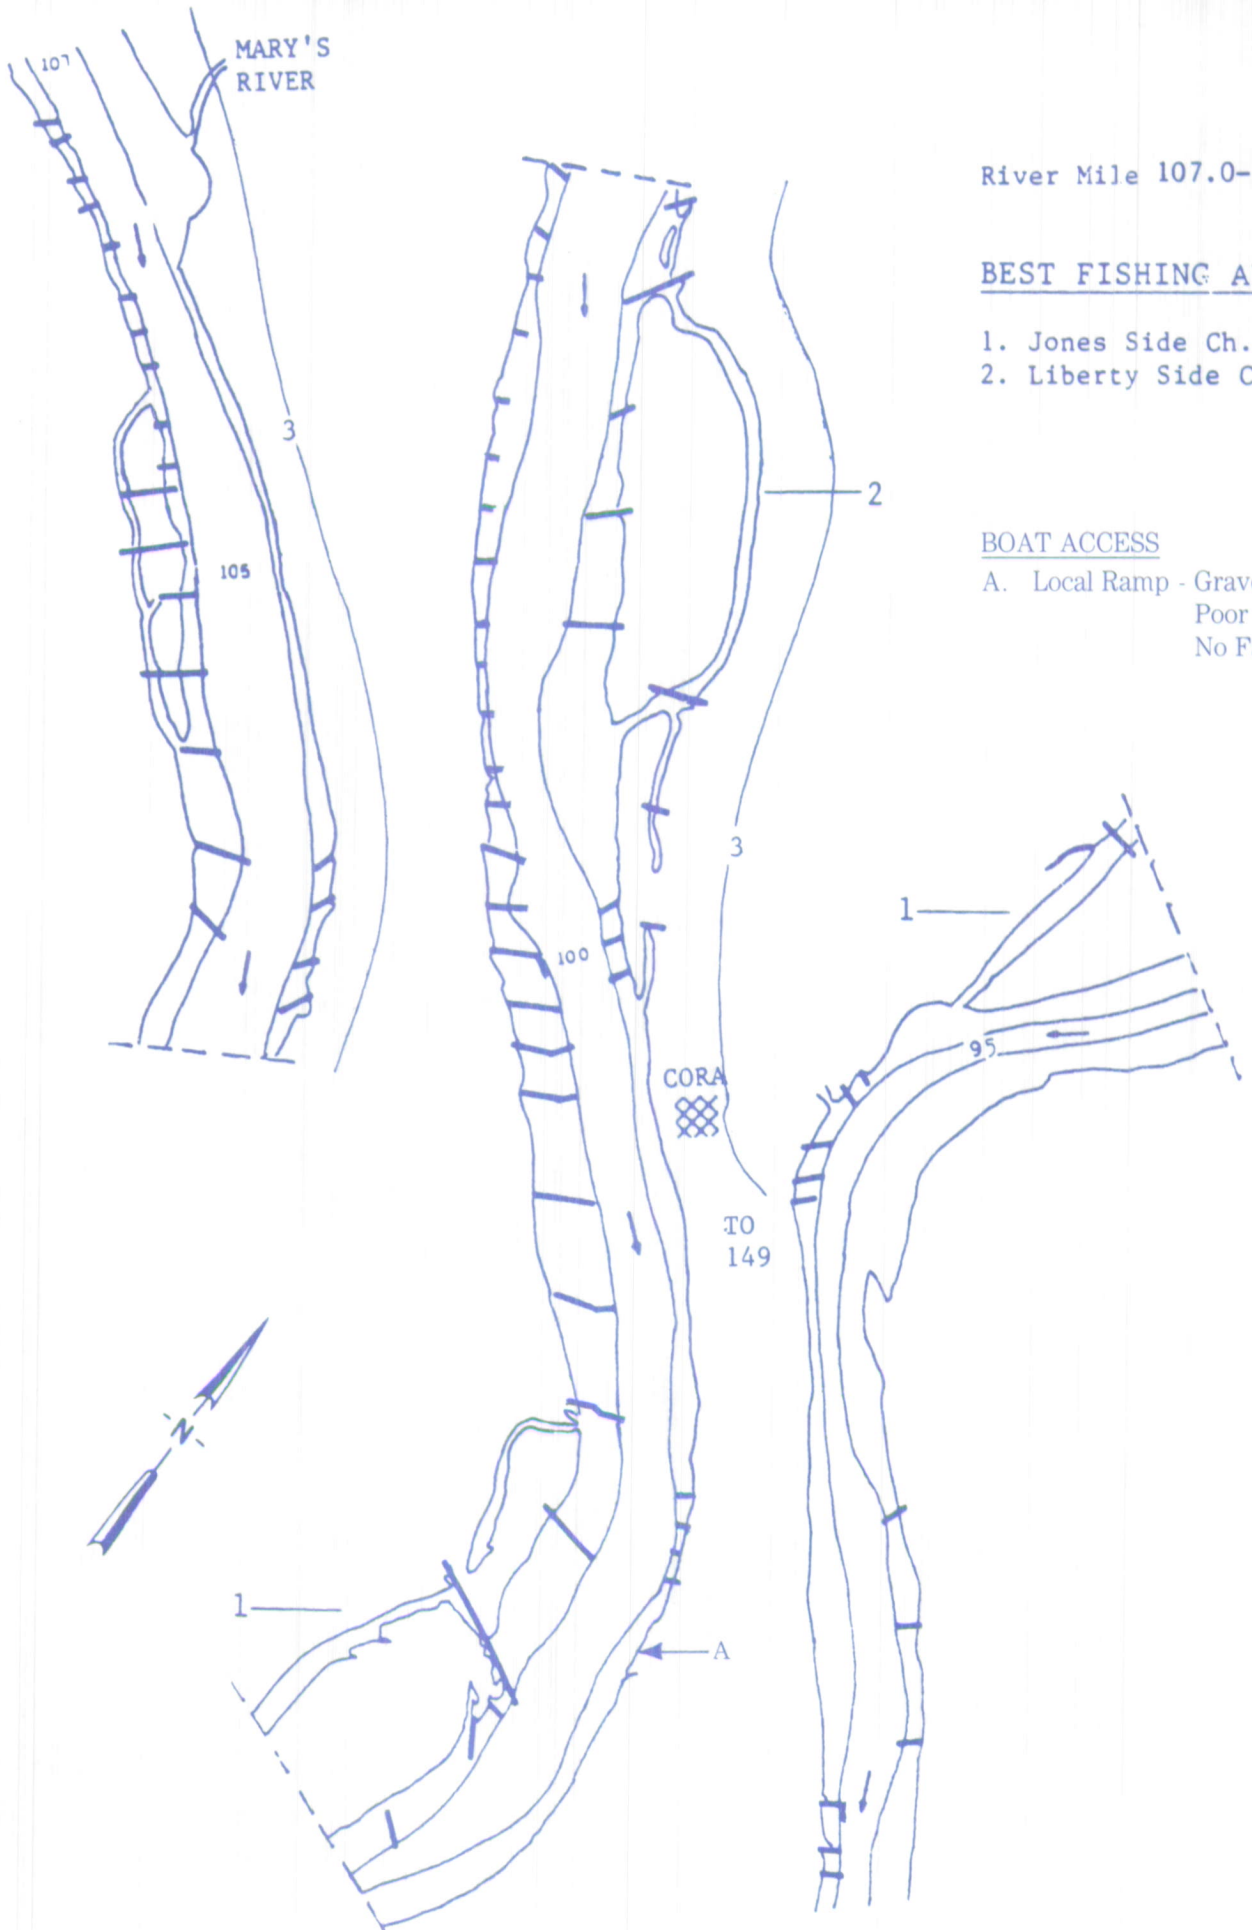 MARY'S
RIVER
107
River Mile 107.0-
BEST FISHING A
1. Jones Side Ch.
2. Liberty Side C
3
2
105
BOAT ACCESS
A. Local Ramp - Grav
Poor
No F
3
1
100
95
CORA
TO
149
N
1
A